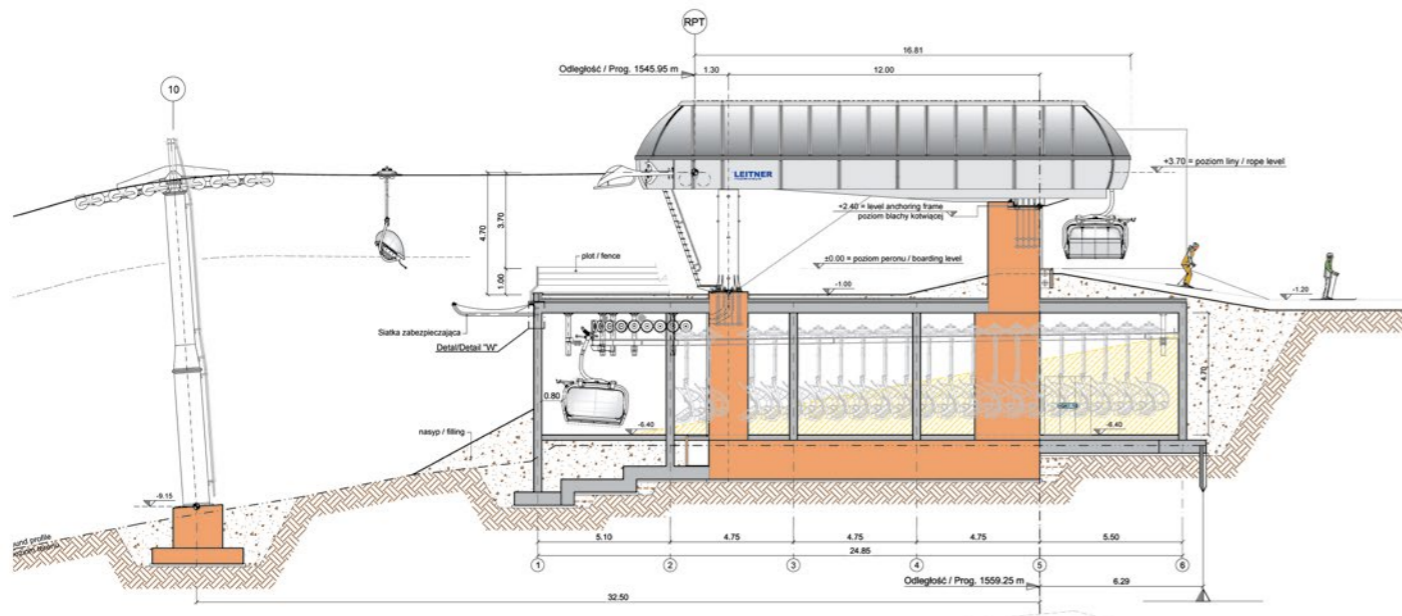 RPT
16.81
Odległość / Prog. 1545.95 m
1.30
12.00
10
+3.70 = poziom liny / rope level
LEITNER
+2.40 = level anchoring frame
poziom blachy kotwiącej
4.70
3.70
1.00
plot / fence
±0.00 = poziom peronu / boarding level
-1.00
-1.20
Siatka zabezpieczająca
Detal/Detail "W"
0.80
4.70
nasyp / filling
-6.40
-6.40
-9.15
5.10
4.75
4.75
4.75
5.50
24.85
1
2
3
4
5
6
Odległość / Prog. 1559.25 m
6.29
32.50